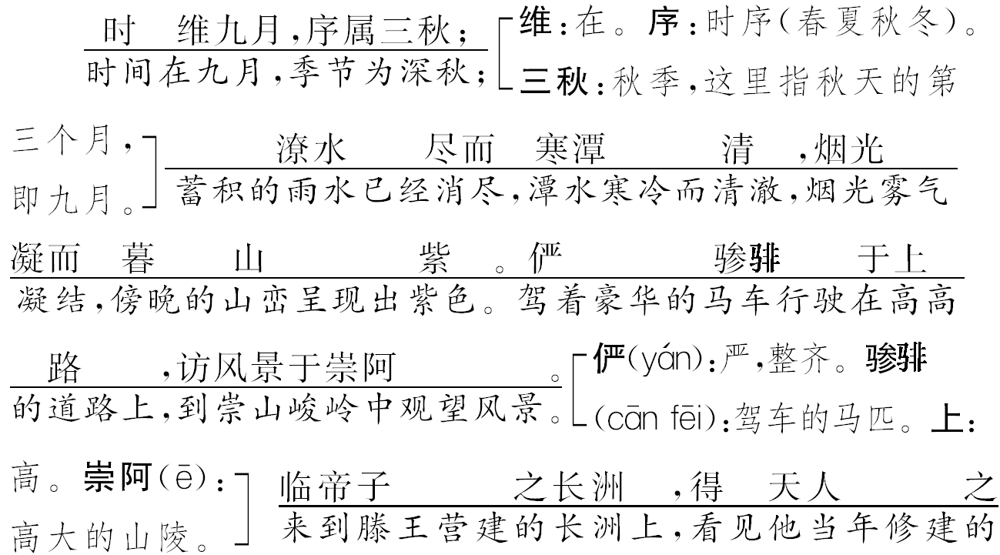 时 维九月,序属三秋;
时间在九月,季节为深秋;
维:在。序:时序(春夏秋冬)。
三秋:秋季,这里指秋天的第
三个月,
即九月。
潦水 尽而 寒潭 清 ,烟光
蓄积的雨水已经消尽,潭水寒冷而清澈,烟光雾气
凝而 暮 山 紫 。俨 骖𬴂 于上
凝结,傍晚的山峦呈现出紫色。驾着豪华的马车行驶在高高
路 ,访风景于崇阿 。
的道路上,到崇山峻岭中观望风景。
俨(yán):严,整齐。骖𬴂
(cān fēi):驾车的马匹。上:
高。崇阿(ē):
高大的山陵。
临帝子 之长洲 ,得 天人 之
来到滕王营建的长洲上,看见他当年修建的